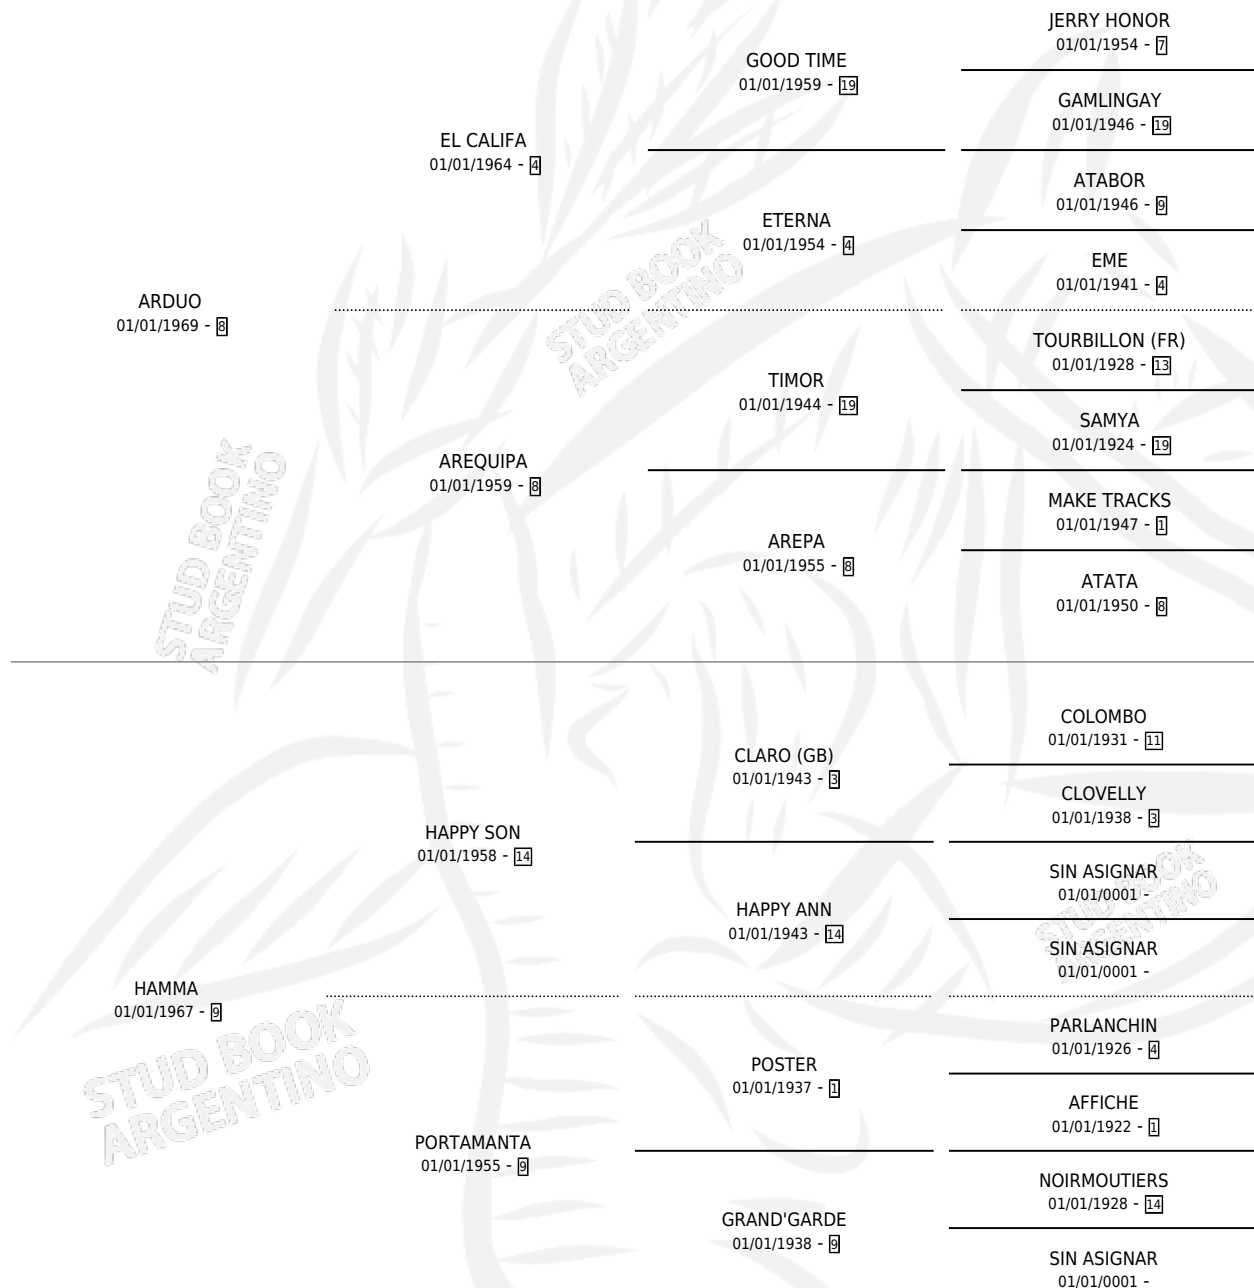 JERRY HONOR
01/01/1954 - 7
GOOD TIME
01/01/1959 - 19
GAMLINGAY
01/01/1946 - 19
EL CALIFA
01/01/1964 - 4
ATABOR
01/01/1946 - 9
ETERNA
01/01/1954 - 4
EME
01/01/1941 - 4
ARDUO
01/01/1969 - 8
TOURBILLON (FR)
01/01/1928 - 13
TIMOR
01/01/1944 - 19
SAMYA
01/01/1924 - 19
AREQUIPA
01/01/1959 - 8
MAKE TRACKS
01/01/1947 - 1
AREPA
01/01/1955 - 8
ATATA
01/01/1950 - 8
STUD BOOK
ARGENTINO
STUD BOOK
ARGENTINO
COLOMBO
01/01/1931 - 11
CLARO (GB)
01/01/1943 - 3
CLOVELLY
01/01/1938 - 3
HAPPY SON
01/01/1958 - 14
SIN ASIGNAR
01/01/0001 -
HAPPY ANN
01/01/1943 - 14
SIN ASIGNAR
01/01/0001 -
HAMMA
01/01/1967 - 9
PARLANCHIN
01/01/1926 - 4
POSTER
01/01/1937 - 1
AFFICHE
01/01/1922 - 1
PORTAMANTA
01/01/1955 - 9
NOIRMOUTIERS
01/01/1928 - 14
GRAND'GARDE
01/01/1938 - 9
SIN ASIGNAR
01/01/0001 -
STUD BOOK
ARGENTINO
STUD BOOK
ARGENTINO